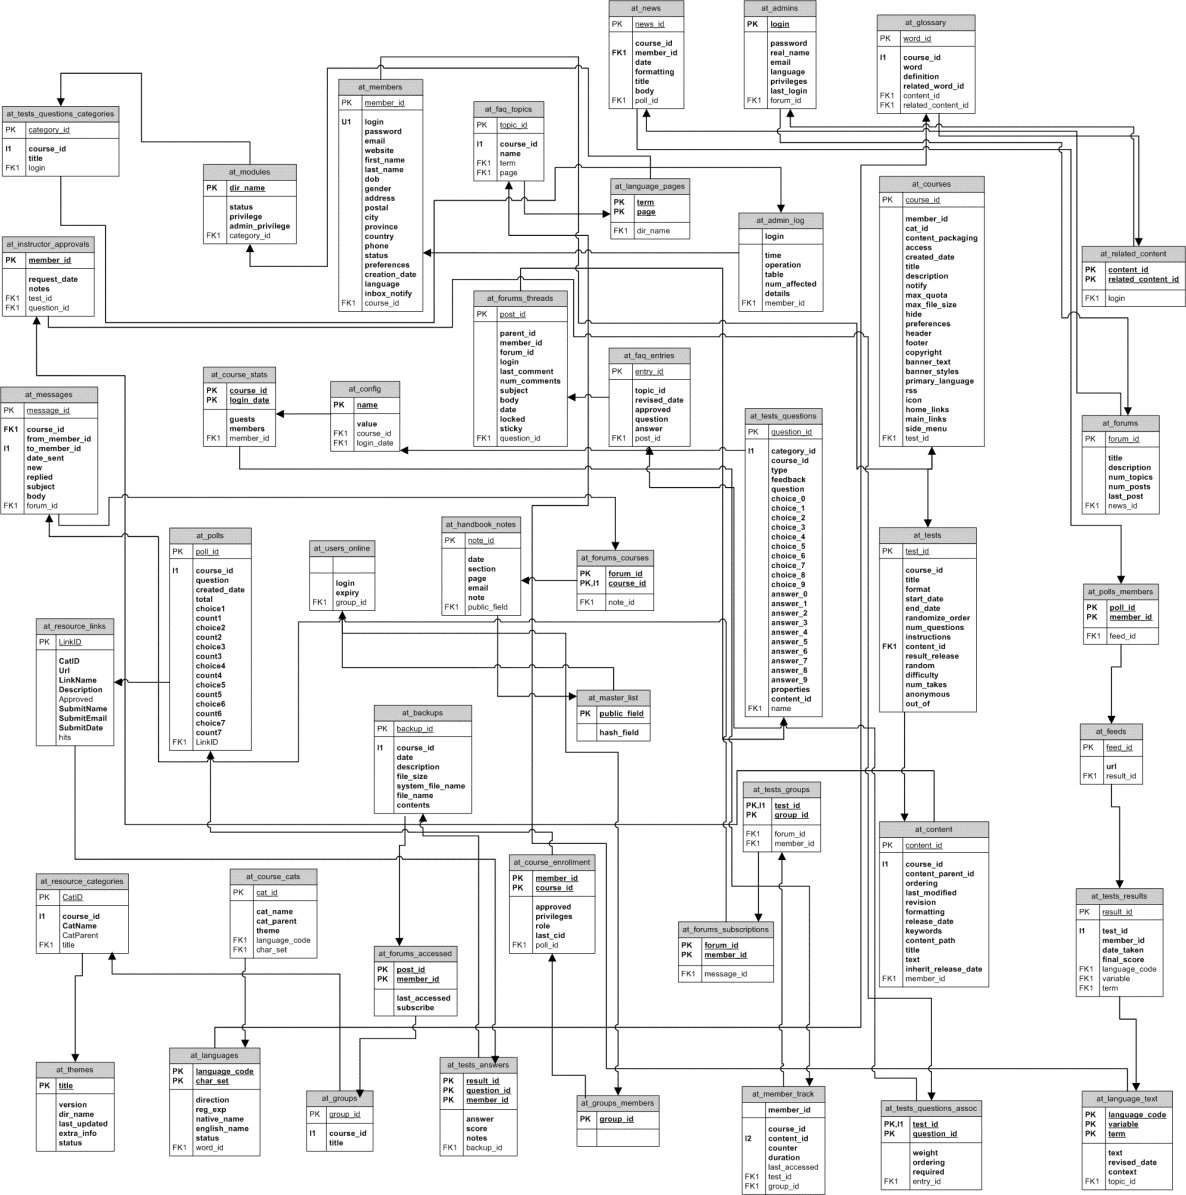 at_news
PK news_id
course_id
FK1 member_id
date
formatting
title
body
FK1 poll_id
at_admins
PK login
password
real_name
email
language
privileges
last_login
FK1 forum_id
at_glossary
PK word_id
I1 course_id
word
definition
related_word_id
FK1 content_id
FK1 related_content_id
at_tests_questions_categories
PK category_id
I1 course_id
title
FK1 login
at_modules
PK dir_name
status
privilege
admin_privilege
FK1 category_id
at_members
PK member_id
U1 login
password
email
website
first_name
last_name
dob
gender
address
postal
city
province
country
phone
status
preferences
creation_date
language
inbox_notify
FK1 course_id
at_faq_topics
PK topic_id
I1 course_id
name
FK1 term
FK1 page
at_language_pages
PK term
PK page
FK1 dir_name
at_admin_log
login
time
operation
table
num_affected
details
FK1 member_id
at_courses
PK course_id
member_id
cat_id
content_packaging
access
created_date
title
description
notify
max_quota
max_file_size
hide
preferences
header
footer
copyright
banner_text
banner_styles
primary_language
rss
icon
home_links
main_links
side_menu
FK1 test_id
at_related_content
PK content_id
PK related_content_id
FK1 login
at_instructor_approvals
PK member_id
request_date
notes
FK1 test_id
FK1 question_id
at_forums_threads
PK post_id
parent_id
member_id
forum_id
login
last_comment
num_comments
subject
body
date
locked
sticky
FK1 question_id
at_faq_entries
PK entry_id
topic_id
revised_date
approved
question
answer
FK1 post_id
at_course_stats
PK course_id
PK login_date
guests
members
FK1 member_id
at_config
PK name
value
FK1 course_id
FK1 login_date
at_messages
PK message_id
FK1 course_id
from_member_id
I1 to_member_id
date_sent
new
replied
subject
body
FK1 forum_id
at_tests_questions
PK question_id
I1 category_id
course_id
type
feedback
question
choice_0
choice_1
choice_2
choice_3
choice_4
choice_5
choice_6
choice_7
choice_8
choice_9
answer_0
answer_1
answer_2
answer_3
answer_4
answer_5
answer_6
answer_7
answer_8
answer_9
properties
content_id
FK1 name
at_forums
PK forum_id
title
description
num_topics
num_posts
last_post
FK1 news_id
at_polls
PK poll_id
I1 course_id
question
created_date
total
choice1
count1
choice2
count2
choice3
count3
choice4
count4
choice5
count5
choice6
count6
choice7
count7
FK1 LinkID
at_users_online
login
expiry
FK1 group_id
at_handbook_notes
PK note_id
date
section
page
email
note
FK1 public_field
at_forums_courses
PK forum_id
PK,I1 course_id
FK1 note_id
at_tests
PK test_id
course_id
title
format
start_date
end_date
randomize_order
num_questions
instructions
FK1 content_id
result_release
random
difficulty
num_takes
anonymous
out_of
at_polls_members
PK poll_id
PK member_id
FK1 feed_id
at_resource_links
PK LinkID
CatID
Url
LinkName
Description
Approved
SubmitName
SubmitEmail
SubmitDate
hits
at_master_list
PK public_field
hash_field
at_backups
PK backup_id
I1 course_id
date
description
file_size
system_file_name
file_name
contents
at_feeds
PK feed_id
url
FK1 result_id
at_tests_groups
PK,I1 test_id
PK group_id
FK1 forum_id
FK1 member_id
at_content
PK content_id
I1 course_id
content_parent_id
ordering
last_modified
revision
formatting
release_date
keywords
content_path
title
text
inherit_release_date
FK1 member_id
at_resource_categories
PK CatID
I1 course_id
CatName
CatParent
FK1 title
at_course_cats
PK cat_id
cat_name
cat_parent
theme
FK1 language_code
FK1 char_set
at_course_enrollment
PK member_id
PK course_id
approved
privileges
role
last_cid
FK1 poll_id
at_tests_results
PK result_id
I1 test_id
member_id
date_taken
final_score
FK1 language_code
FK1 variable
FK1 term
at_forums_accessed
PK post_id
PK member_id
last_accessed
subscribe
at_forums_subscriptions
PK forum_id
PK member_id
FK1 message_id
at_themes
PK title
version
dir_name
last_updated
extra_info
status
at_languages
PK language_code
PK char_set
direction
reg_exp
native_name
english_name
status
FK1 word_id
at_groups
PK group_id
I1 course_id
title
at_tests_answers
PK result_id
PK question_id
PK member_id
answer
score
notes
FK1 backup_id
at_groups_members
PK group_id
at_member_track
member_id
course_id
I2 content_id
counter
duration
last_accessed
FK1 test_id
FK1 group_id
at_tests_questions_assoc
PK,I1 test_id
PK question_id
weight
ordering
required
FK1 entry_id
at_language_text
PK language_code
PK variable
PK term
text
revised_date
context
FK1 topic_id